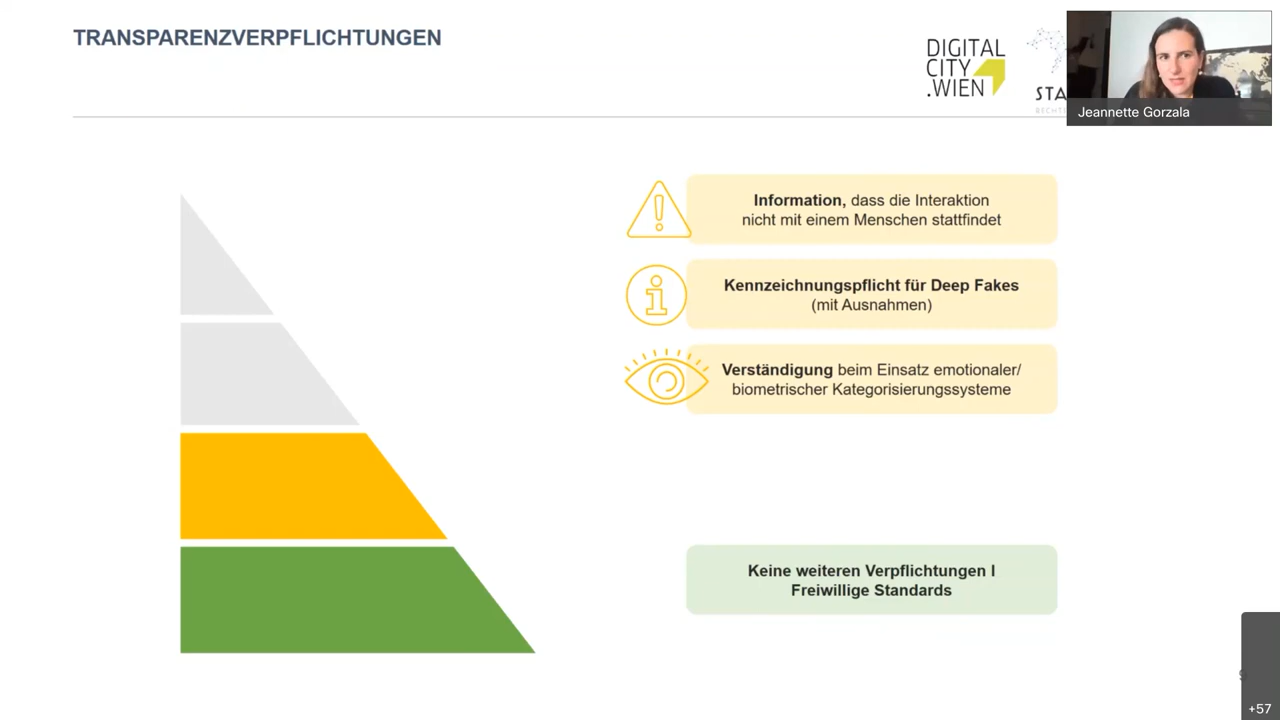 TRANSPARENZVERPFLICHTUNGEN
DIGITAL
CITY
.WIEN
Jeannette Gorzala
Information, dass die Interaktion
nicht mit einem Menschen stattfindet
Kennzeichnungspflicht für Deep Fakes
(mit Ausnahmen)
Verständigung beim Einsatz emotionaler/
biometrischer Kategorisierungssysteme
Keine weiteren Verpflichtungen I
Freiwillige Standards
+57